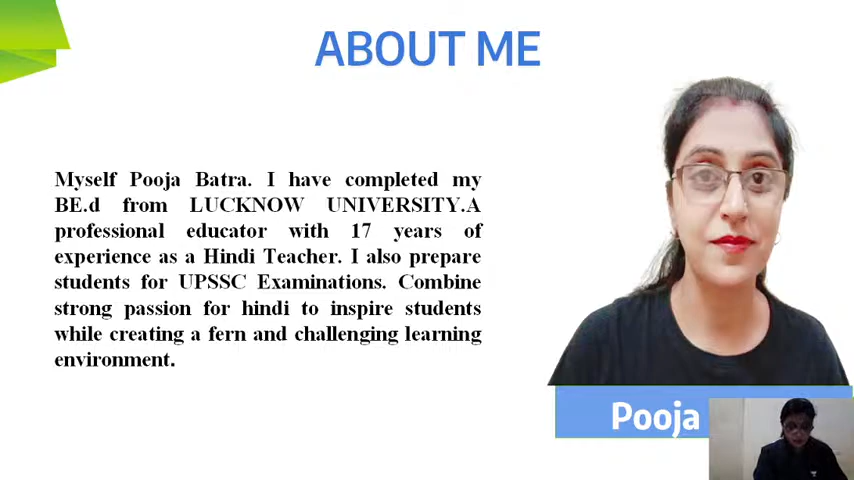 ABOUT ME
Myself Pooja Batra. I have completed my
BE.d from LUCKNOW UNIVERSITY.A
professional educator with 17 years of
experience as a Hindi Teacher. I also prepare
students for UPSSC Examinations. Combine
strong passion for hindi to inspire students
while creating a fern and challenging learning
environment.
Pooja